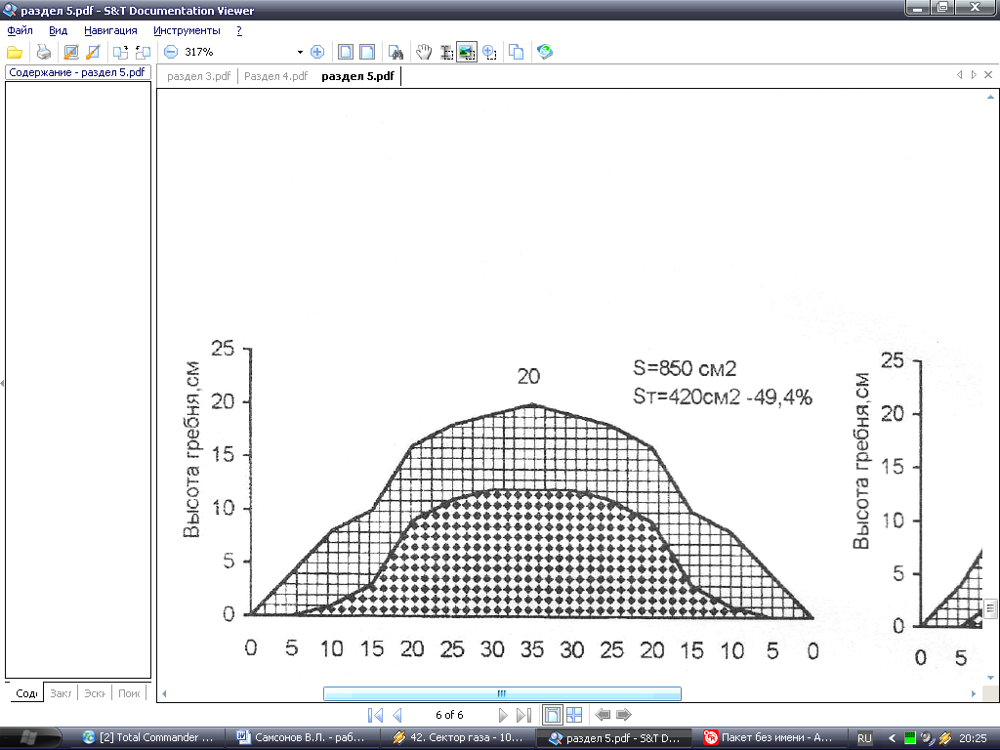 раздел 5.pdf - S&T Documentation Viewer
Файл Вид Навигация Инструменты ?
317%
Содержание - раздел 5.pdf
раздел 3.pdf Раздел 4.pdf раздел 5.pdf
Высота гребня,см
25
20
15
10
5
0
20
S=850 см2
Sт=420см2 -49,4%
0 5 10 15 20 25 30 35 30 25 20 15 10 5 0
Высота гребня,см
25
20
15
10
5
0
0 5
Соде Закл Эски Поис
6 of 6
[2] Total Commander ... Самсонов В.Л. - раб... 42. Сектор газа - 10... раздел 5.pdf - S&T D... Пакет без имени - А... RU 20:25